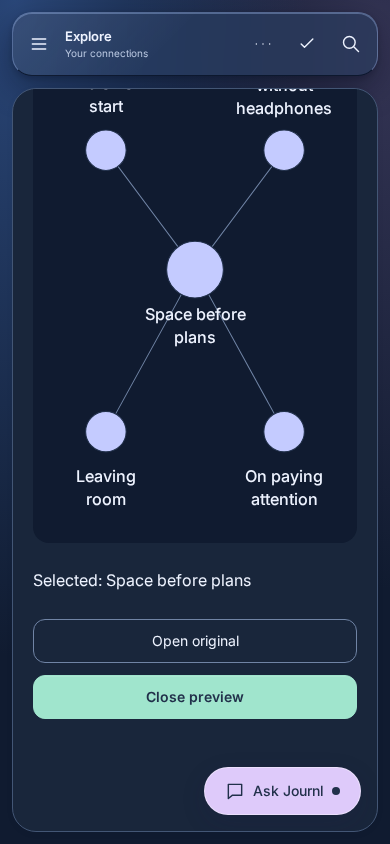 Explore
Your connections
start
without
headphones
Space before
plans
Leaving
room
On paying
attention
Selected: Space before plans
Open original
Close preview
Ask Journl